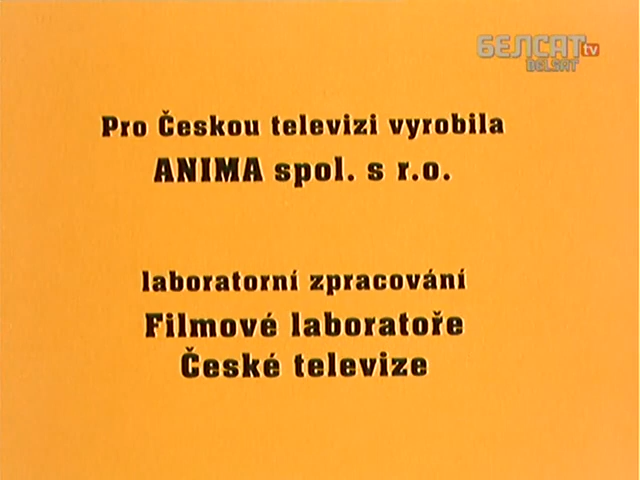 БЕЛСАТ tv
BELSAT
Pro Českou televizi vyrobila
ANIMA spol. s r.o.
laboratorní zpracování
Filmové laboratoře
České televize